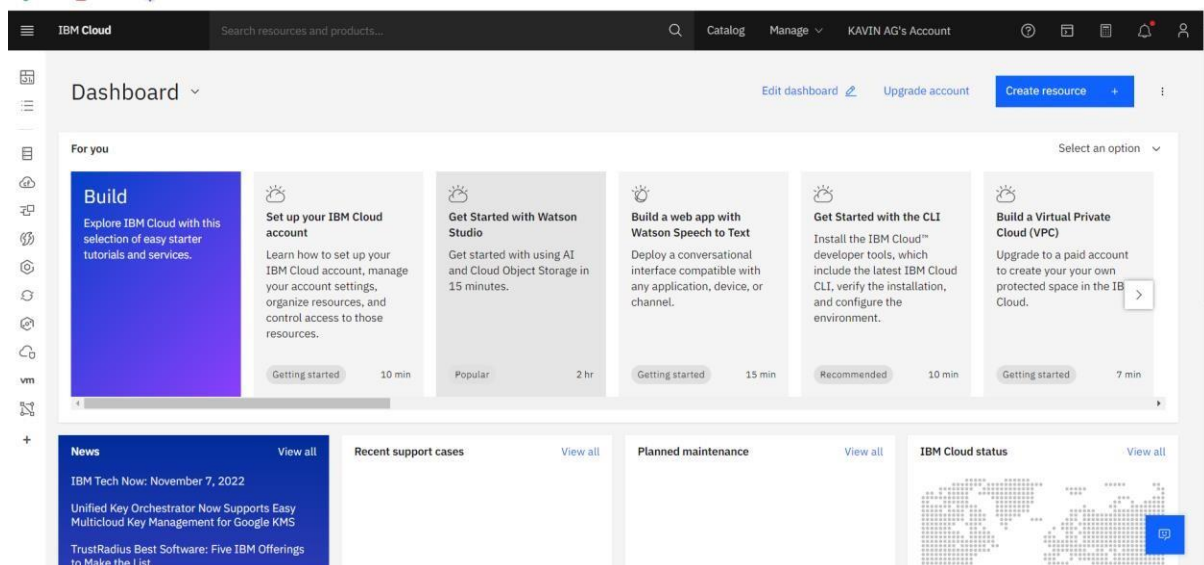 IBM Cloud
Search resources and products...
Catalog
Manage
KAVIN AG's Account
Dashboard
Edit dashboard
Upgrade account
Create resource +
For you
Select an option
Build
Explore IBM Cloud with this
selection of easy starter
tutorials and services.
Set up your IBM Cloud
account
Learn how to set up your
IBM Cloud account, manage
your account settings,
organize resources, and
control access to those
resources.
Getting started
10 min
Get Started with Watson
Studio
Get started with using AI
and Cloud Object Storage in
15 minutes.
Popular
2 hr
Build a web app with
Watson Speech to Text
Deploy a conversational
interface compatible with
any application, device, or
channel.
Getting started
15 min
Get Started with the CLI
Install the IBM Cloud™
developer tools, which
include the latest IBM Cloud
CLI, verify the installation,
and configure the
environment.
Recommended
10 min
Build a Virtual Private
Cloud (VPC)
Upgrade to a paid account
to create your your own
protected space in the IB
Cloud.
Getting started
7 min
vm
News
View all
IBM Tech Now: November 7, 2022
Unified Key Orchestrator Now Supports Easy
Multicloud Key Management for Google KMS
TrustRadius Best Software: Five IBM Offerings
to Make the List
Recent support cases
View all
Planned maintenance
View all
IBM Cloud status
View all